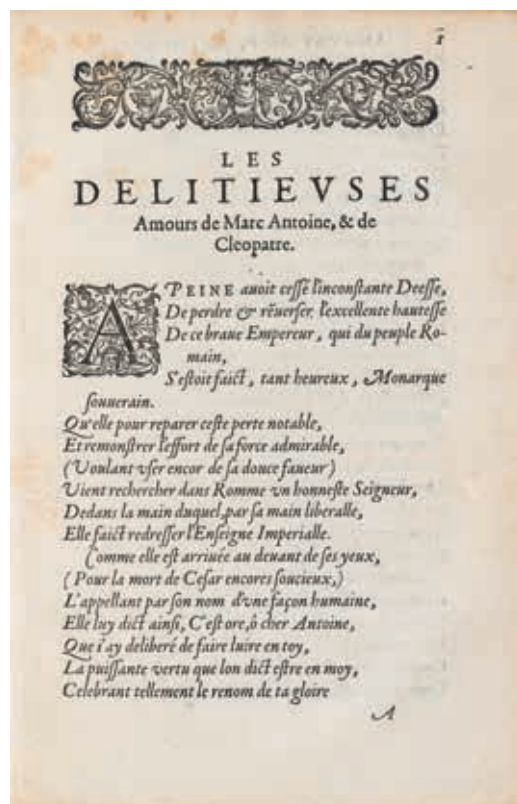 1
LES
DELITIEVSES
Amours de Marc Antoine, & de
Cleopatre.
A PEINE auoit cessé l'inconstante Deesse,
De perdre & rẽuerser, l'excellente hautesse
De ce braue Empereur, qui du peuple Ro-
main,
S'estoit faict, tant heureux, Monarque
souuerain.
Qu'elle pour reparer ceste perte notable,
Et remonstrer l'effort de sa force admirable,
(Voulant vser encor de sa douce faueur)
Vient rechercher dans Romme vn honneste Seigneur,
Dedans la main duquel, par sa main liberalle,
Elle faict redresser l'Enseigne Imperialle.
Comme elle est arriuée au deuant de ses yeux,
(Pour la mort de Cesar encores soucieux,)
L'appellant par son nom d'vne façon humaine,
Elle luy dict ainsi, C'est ore, ô cher Antoine,
Que i'ay deliberé de faire luire en toy,
La puissante vertu que lon dict estre en moy,
Celebrant tellement le renom de ta gloire
A